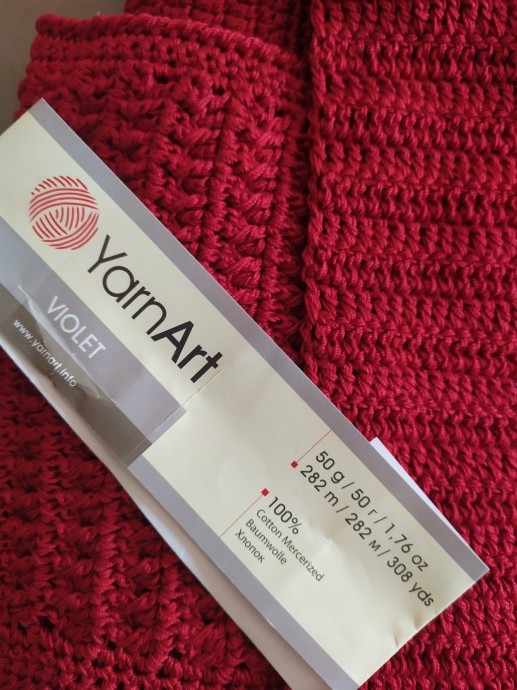 YarnArt
VIOLET
www.yarnart.info
50 g / 50 г / 1,76 oz
282 m / 282 м / 308 yds
100%
Cotton Mercerized
Baumwolle
Хлопок